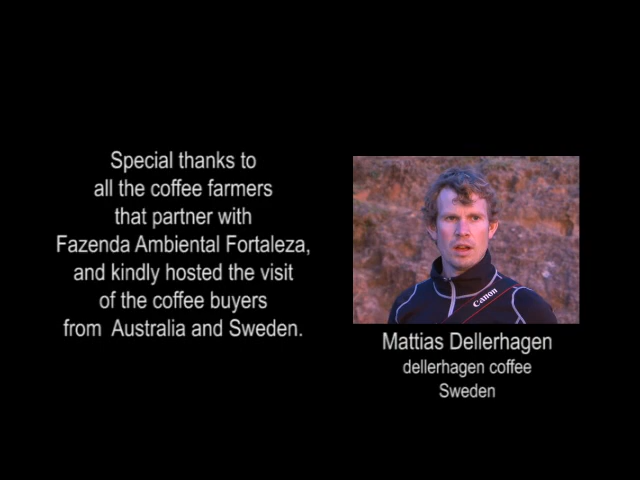 Special thanks to
all the coffee farmers
that partner with
Fazenda Ambiental Fortaleza,
and kindly hosted the visit
of the coffee buyers
from Australia and Sweden.
Canon
Mattias Dellerhagen
dellerhagen coffee
Sweden